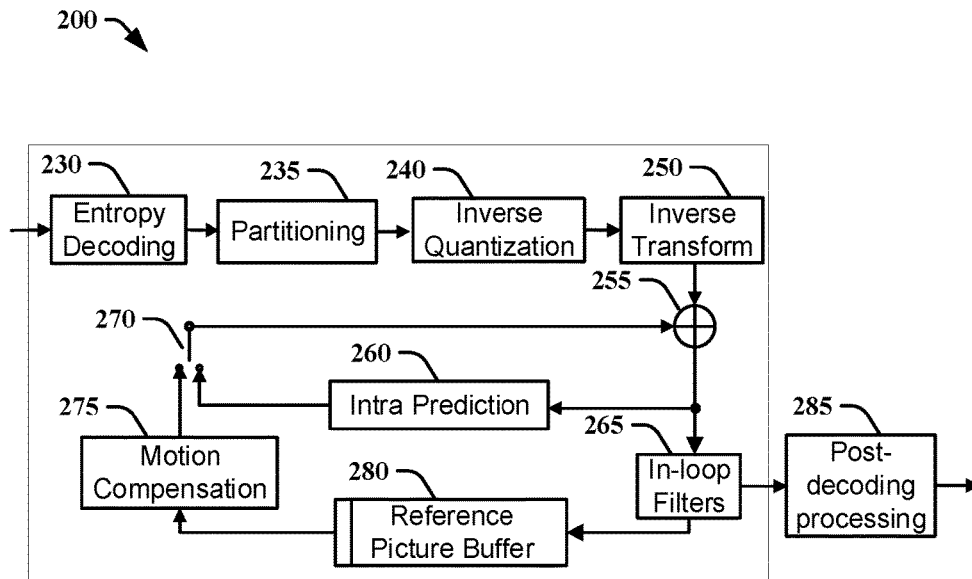 200
230
235
240
250
Entropy
Decoding
Partitioning
Inverse
Quantization
Inverse
Transform
255
270
260
Intra Prediction
275
Motion
Compensation
280
Reference
Picture Buffer
265
In-loop
Filters
285
Post-
decoding
processing